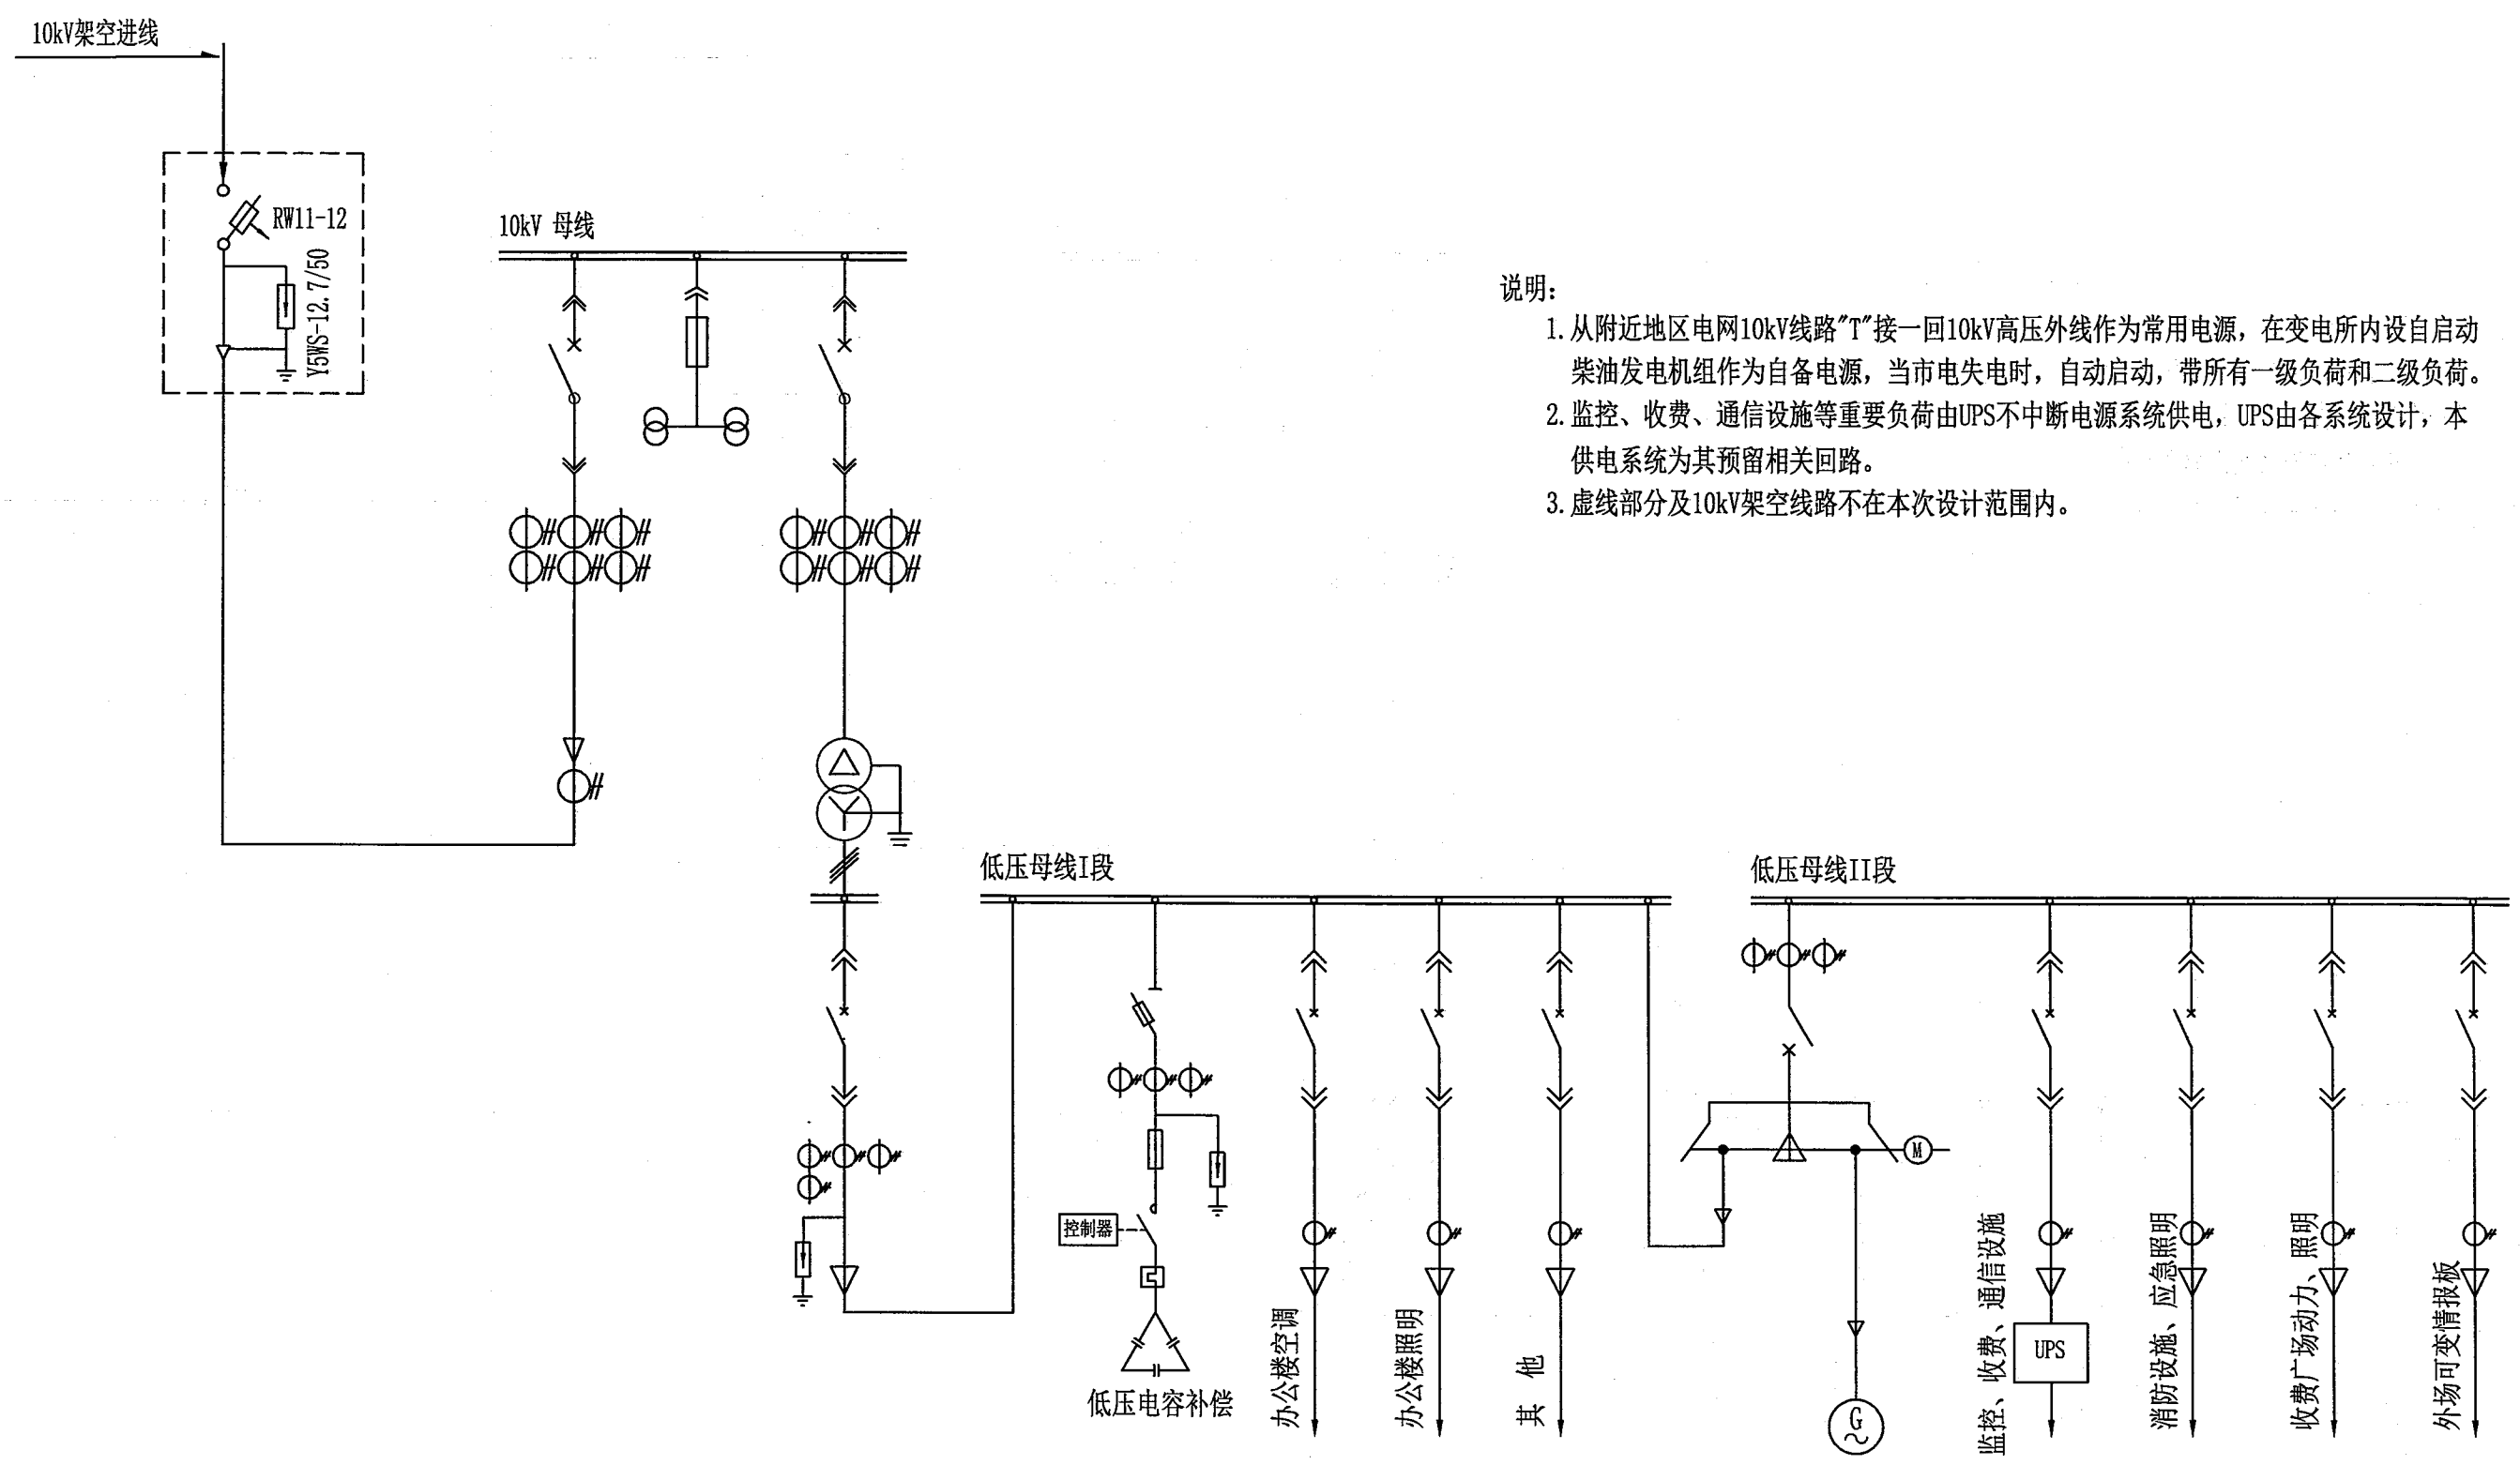 10kV架空进线
RW11-12
Y5WS-12.7/50
10kV 母线
说明:
1.从附近地区电网10kV线路"T"接一回10kV高压外线作为常用电源，在变电所内设自启动
柴油发电机组作为自备电源，当市电失电时，自动启动，带所有一级负荷和二级负荷。
2.监控、收费、通信设施等重要负荷由UPS不中断电源系统供电，UPS由各系统设计，本
供电系统为其预留相关回路。
3.虚线部分及10kV架空线路不在本次设计范围内。
低压母线I段
低压母线II段
控制器
低压电容补偿
办公楼空调
办公楼照明
其 他
M
G
监控、收费、通信设施
UPS
消防设施、应急照明
收费广场动力、照明
外场可变情报板